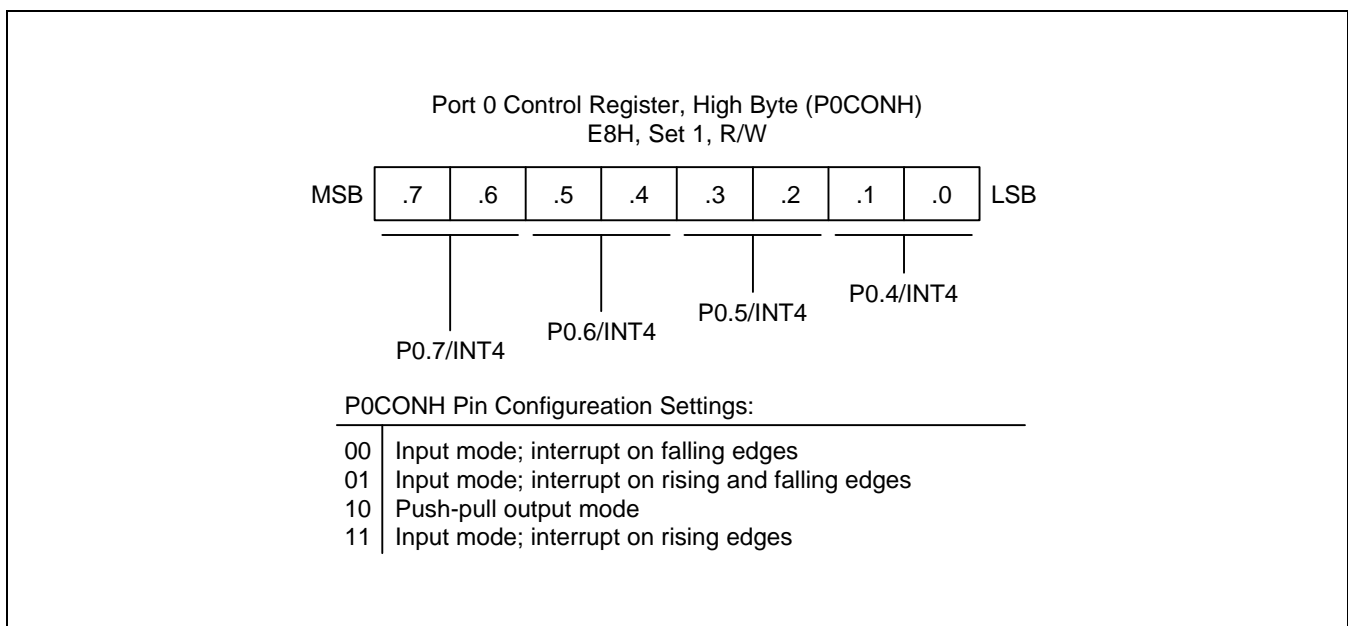 Port 0 Control Register, High Byte (P0CONH)
E8H, Set 1, R/W
MSB .7 .6 .5 .4 .3 .2 .1 .0 LSB
P0.4/INT4
P0.5/INT4
P0.6/INT4
P0.7/INT4
P0CONH Pin Configureation Settings:
00 Input mode; interrupt on falling edges
01 Input mode; interrupt on rising and falling edges
10 Push-pull output mode
11 Input mode; interrupt on rising edges